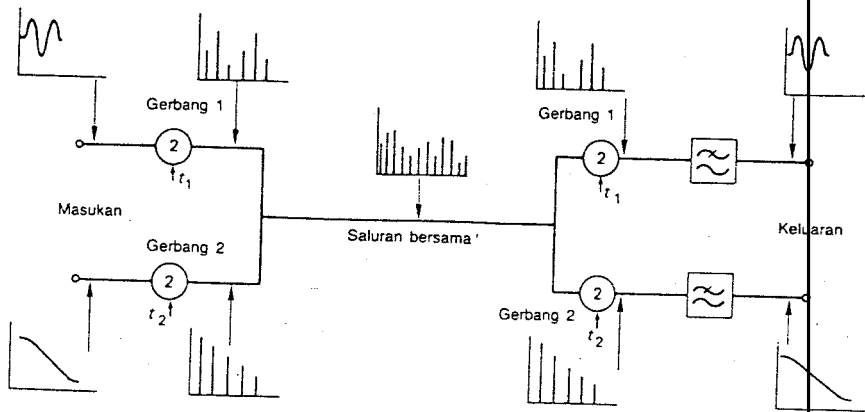 Gerbang 1
2
t1
Masukan
Gerbang 2
2
t2
Saluran bersama
Gerbang 1
2
t1
Keluaran
Gerbang 2
2
t2